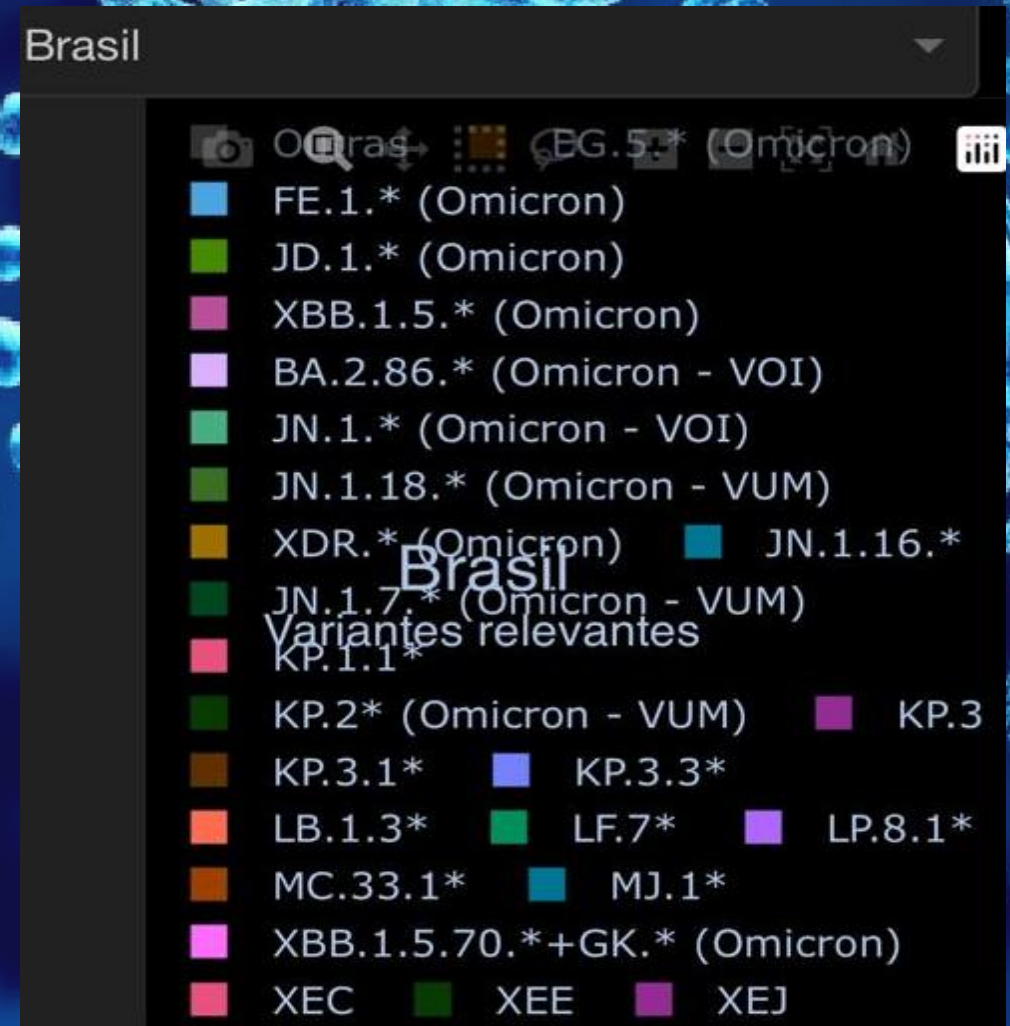 Brasil
Outras EG.5.* (Omicron)
FE.1.* (Omicron)
JD.1.* (Omicron)
XBB.1.5.* (Omicron)
BA.2.86.* (Omicron - VOI)
JN.1.* (Omicron - VOI)
JN.1.18.* (Omicron - VUM)
XDR.* (Omicron) JN.1.16.*
Brasil
JN.1.7.* (Omicron - VUM)
Variantes relevantes
KP.1.1*
KP.2* (Omicron - VUM) KP.3
KP.3.1* KP.3.3*
LB.1.3* LF.7* LP.8.1*
MC.33.1* MJ.1*
XBB.1.5.70.*+GK.* (Omicron)
XEC XEE XEJ